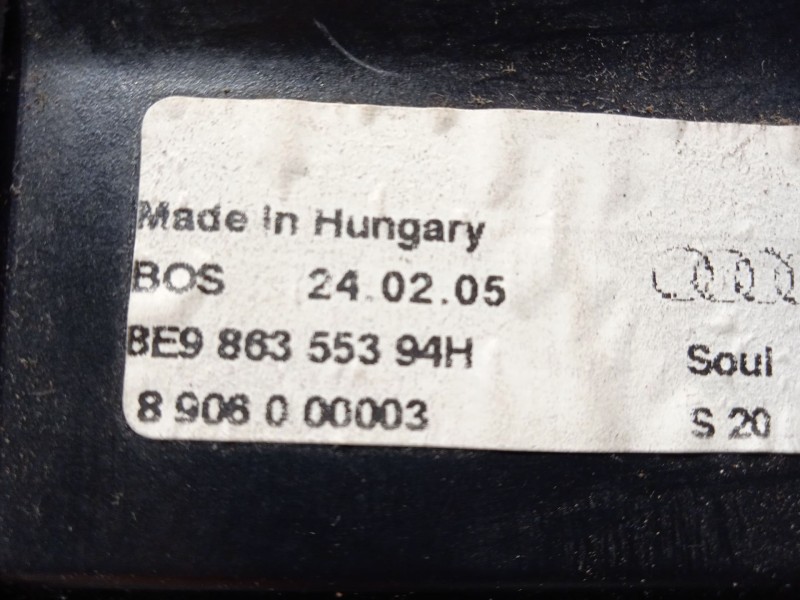 Made in Hungary
BOS 24.02.05
8E9 863 553 94H Soul
8 906 0 00003 S 20